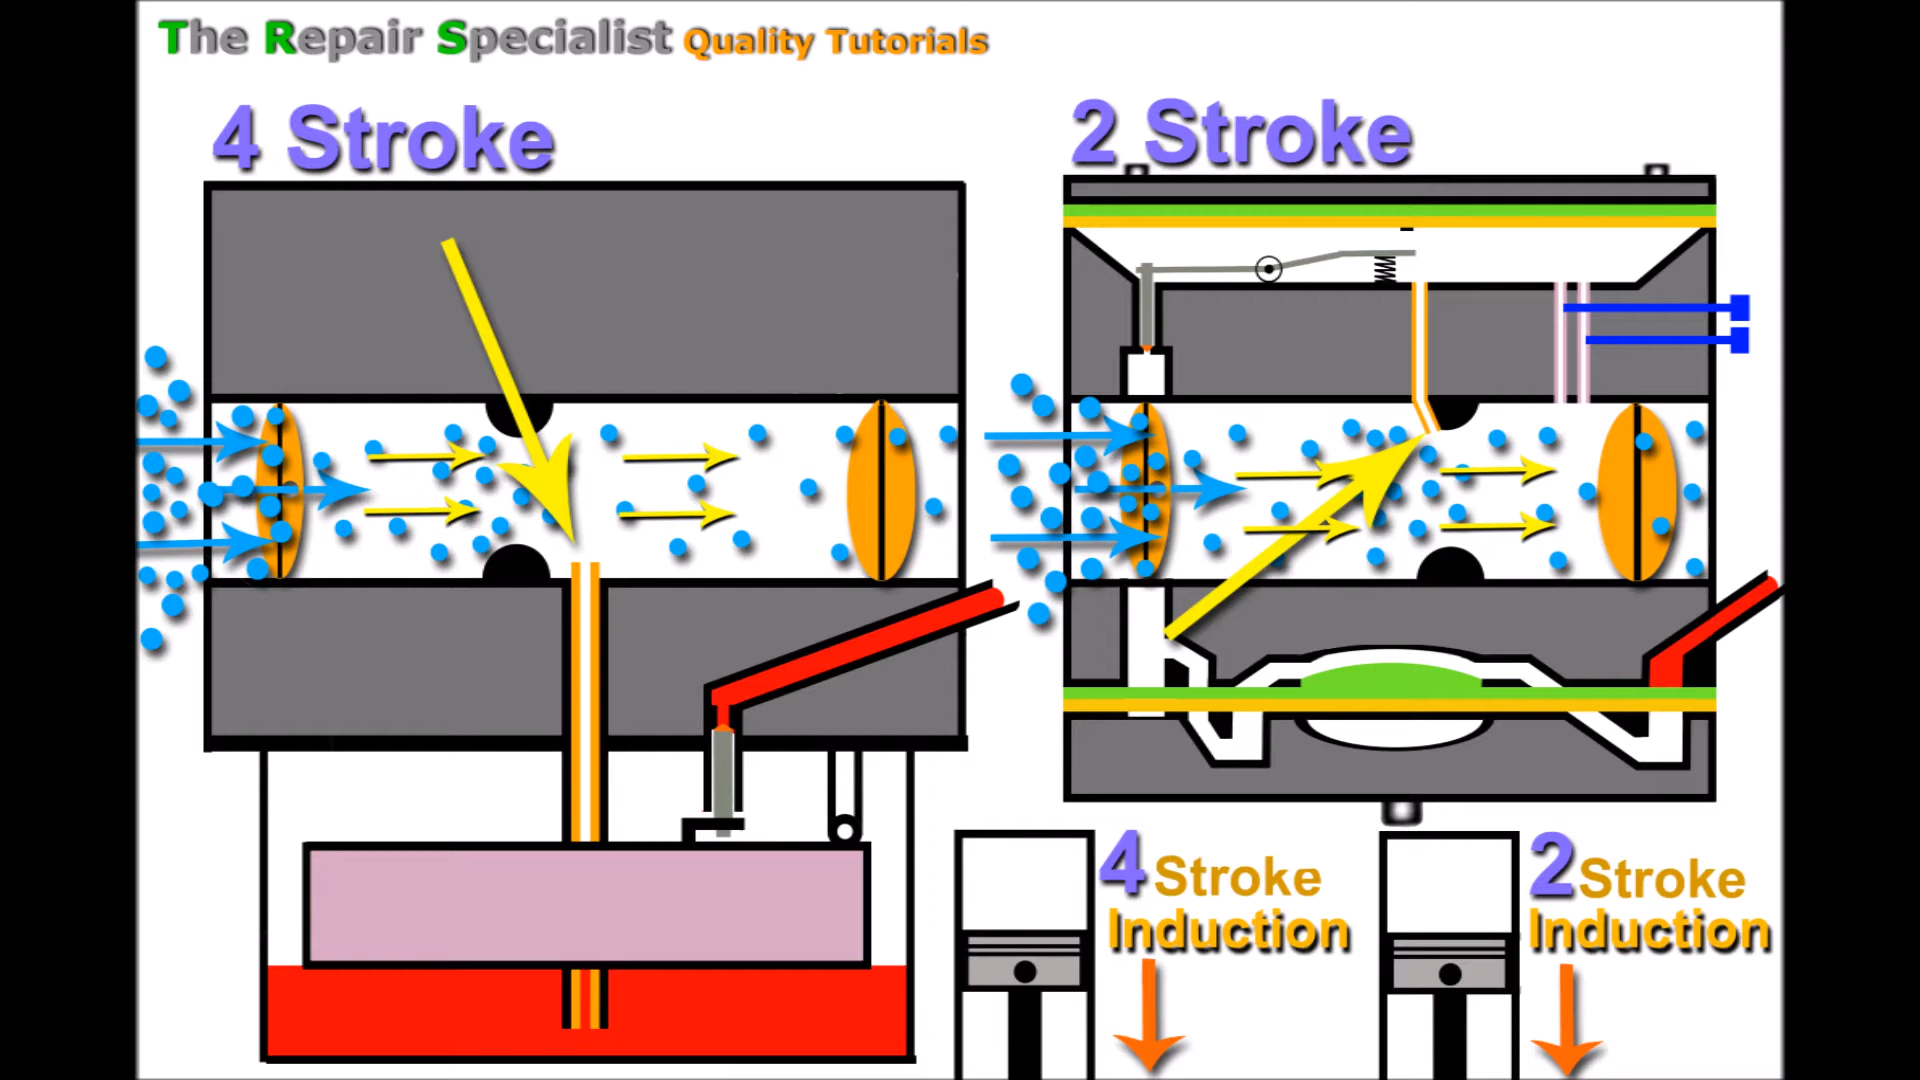 The Repair Specialist Quality Tutorials
4 Stroke
2 Stroke
4 Stroke
Induction
2 Stroke
Induction